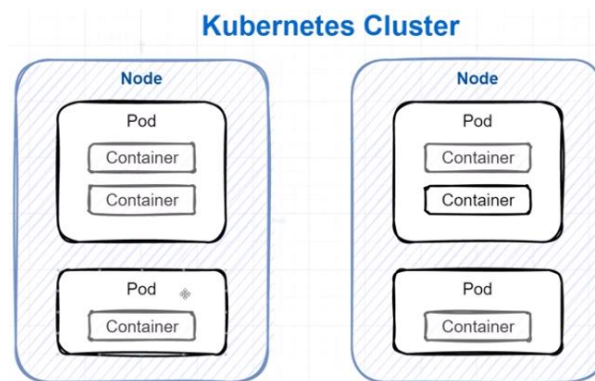 Kubernetes Cluster
Node
Pod
Container
Container
Pod
Container
Node
Pod
Container
Container
Pod
Container